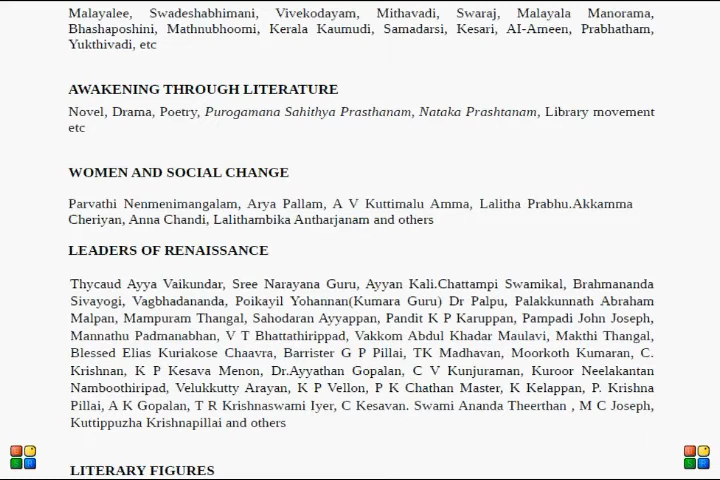 Malayalee, Swadeshabhimani, Vivekodayam, Mithavadi, Swaraj, Malayala Manorama,
Bhashaposhini, Mathnubhoomi, Kerala Kaumudi, Samadarsi, Kesari, AI-Ameen, Prabhatham,
Yukthivadi, etc
AWAKENING THROUGH LITERATURE
Novel, Drama, Poetry, Purogamana Sahithya Prasthanam, Nataka Prashtanam, Library movement
etc
WOMEN AND SOCIAL CHANGE
Parvathi Nenmenimangalam, Arya Pallam, A V Kuttimalu Amma, Lalitha Prabhu.Akkamma
Cheriyan, Anna Chandi, Lalithambika Antharjanam and others
LEADERS OF RENAISSANCE
Thycaud Ayya Vaikundar, Sree Narayana Guru, Ayyan Kali.Chattampi Swamikal, Brahmananda
Sivayogi, Vagbhadananda, Poikayil Yohannan(Kumara Guru) Dr Palpu, Palakkunnath Abraham
Malpan, Mampuram Thangal, Sahodaran Ayyappan, Pandit K P Karuppan, Pampadi John Joseph,
Mannathu Padmanabhan, V T Bhattathirippad, Vakkom Abdul Khadar Maulavi, Makthi Thangal,
Blessed Elias Kuriakose Chaavra, Barrister G P Pillai, TK Madhavan, Moorkoth Kumaran, C.
Krishnan, K P Kesava Menon, Dr.Ayyathan Gopalan, C V Kunjuraman, Kuroor Neelakantan
Namboothiripad, Velukkutty Arayan, K P Vellon, P K Chathan Master, K Kelappan, P. Krishna
Pillai, A K Gopalan, T R Krishnaswami Iyer, C Kesavan. Swami Ananda Theerthan , M C Joseph,
Kuttippuzha Krishnapillai and others
LITERARY FIGURES